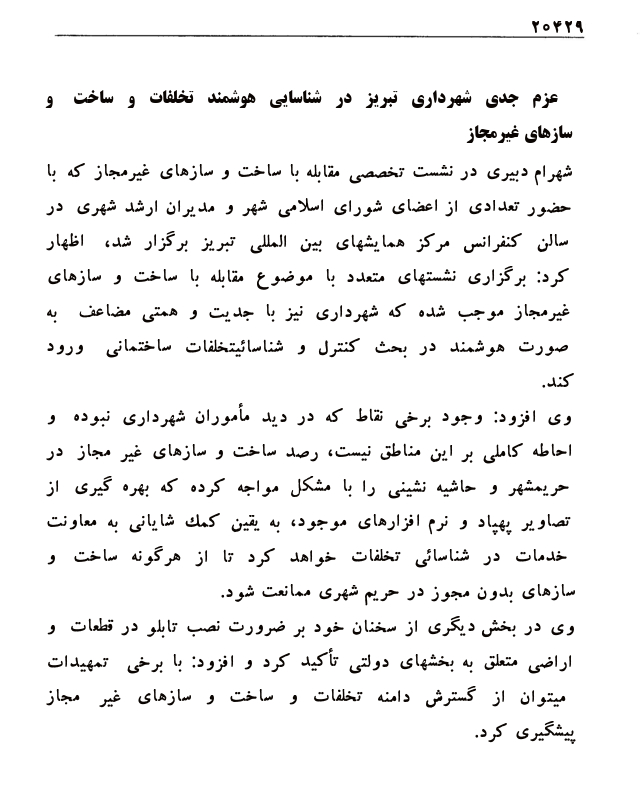 ۲۰۴۲۹
عزم جدی شهرداری تبریز در شناسایی هوشمند تخلفات و ساخت و
سازهای غیرمجاز
شهرام دبیری در نشست تخصصی مقابله با ساخت و سازهای غیرمجاز که با
حضور تعدادی از اعضای شورای اسلامی شهر و مدیران ارشد شهری در
سالن کنفرانس مرکز همایشهای بین المللی تبریز برگزار شد، اظهار
کرد: برگزاری نشستهای متعدد با موضوع مقابله با ساخت و سازهای
غیرمجاز موجب شده که شهرداری نیز با جدیت و همتی مضاعف به
صورت هوشمند در بحث کنترل و شناسائیتخلفات ساختمانی ورود
کند.
وی افزود: وجود برخی نقاط که در دید مأموران شهرداری نبوده و
احاطه کاملی بر این مناطق نیست، رصد ساخت و سازهای غیر مجاز در
حریمشهر و حاشیه نشینی را با مشکل مواجه کرده که بهره گیری از
تصاویر پهپاد و نرم افزارهای موجود، به یقین کمك شایانی به معاونت
خدمات در شناسائی تخلفات خواهد کرد تا از هرگونه ساخت و
سازهای بدون مجوز در حریم شهری ممانعت شود.
وی در بخش دیگری از سخنان خود بر ضرورت نصب تابلو در قطعات و
اراضی متعلق به بخشهای دولتی تأکید کرد و افزود: با برخی تمهیدات
میتوان از گسترش دامنه تخلفات و ساخت و سازهای غیر مجاز
پیشگیری کرد.